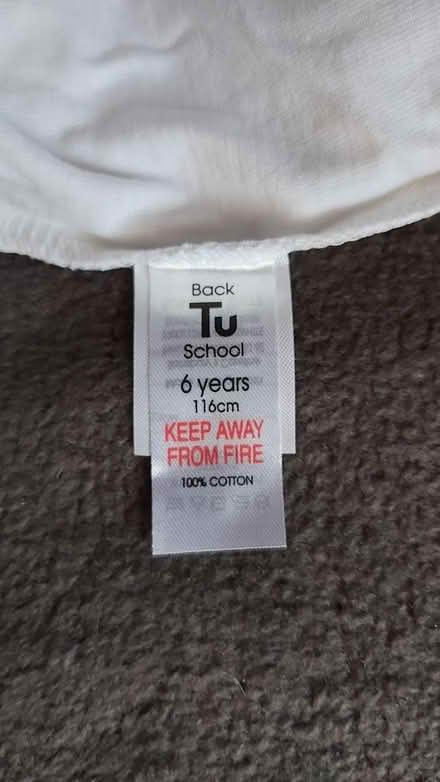 Back
Tu
School
6 years
116cm
KEEP AWAY
FROM FIRE
100% COTTON